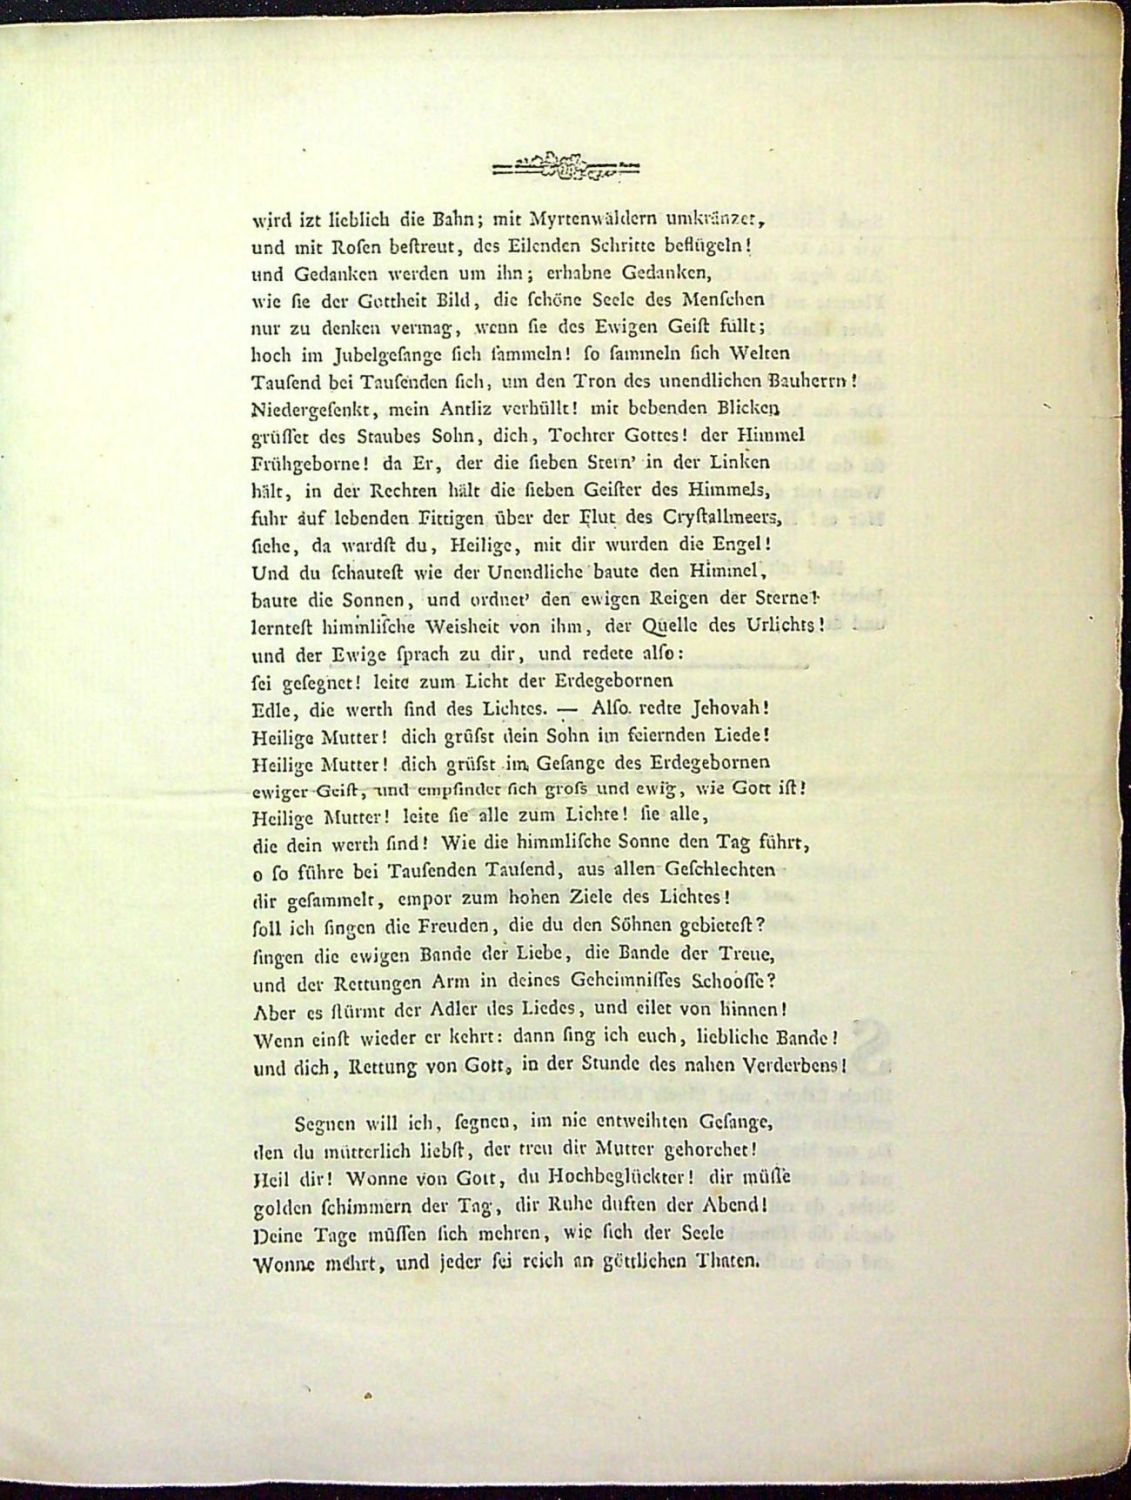 wird izt lieblich die Bahn; mit Myrtenwäldern umkränzet,
und mit Roſen beſtreut, des Eilenden Schritte beflügeln!
und Gedanken werden um ihn; erhabne Gedanken,
wie ſie der Gottheit Bild, die ſchöne Seele des Menſchen
nur zu denken vermag, wenn ſie des Ewigen Geiſt füllt;
hoch im Jubelgeſange ſich ſammeln! ſo ſammeln ſich Welten
Tauſend bei Tauſenden ſich, um den Tron des unendlichen Bauherrn!
Niedergeſenkt, mein Antliz verhüllt! mit bebenden Blicken
grüſſet des Staubes Sohn, dich, Tochter Gottes! der Himmel
Frühgeborne! da Er, der die ſieben Stern' in der Linken
hält, in der Rechten hält die ſieben Geiſter des Himmels,
fuhr auf lebenden Fittigen über der Flut des Cryſtallmeers,
ſiehe, da wardſt du, Heilige, mit dir wurden die Engel!
Und du ſchauteſt wie der Unendliche baute den Himmel,
baute die Sonnen, und ordnet' den ewigen Reigen der Sterne!
lernteſt himmliſche Weisheit von ihm, der Quelle des Urlichts!
und der Ewige ſprach zu dir, und redete alſo:
ſei geſegnet! leite zum Licht der Erdegebornen
Edle, die werth ſind des Lichtes. — Alſo redte Jehovah!
Heilige Mutter! dich grüſst dein Sohn im feiernden Liede!
Heilige Mutter! dich grüſst im Geſange des Erdegebornen
ewiger Geiſt, und empfindet ſich groſs und ewig, wie Gott iſt!
Heilige Mutter! leite ſie alle zum Lichte! ſie alle,
die dein werth ſind! Wie die himmliſche Sonne den Tag führt,
o ſo führe bei Tauſenden Tauſend, aus allen Geſchlechten
dir geſammelt, empor zum hohen Ziele des Lichtes!
ſoll ich ſingen die Freuden, die du den Söhnen gebieteſt?
ſingen die ewigen Bande der Liebe, die Bande der Treue,
und der Rettungen Arm in deines Geheimniſſes Schooſſe?
Aber es ſtürmt der Adler des Liedes, und eilet von hinnen!
Wenn einſt wieder er kehrt: dann ſing ich euch, liebliche Bande!
und dich, Rettung von Gott, in der Stunde des nahen Verderbens!
Segnen will ich, ſegnen, im nie entweihten Geſange,
den du mütterlich liebſt, der treu dir Mutter gehorchet!
Heil dir! Wonne von Gott, du Hochbeglückter! dir müſſe
golden ſchimmern der Tag, dir Ruhe duften der Abend!
Deine Tage müſſen ſich mehren, wie ſich der Seele
Wonne mehrt, und jeder ſei reich an göttlichen Thaten.